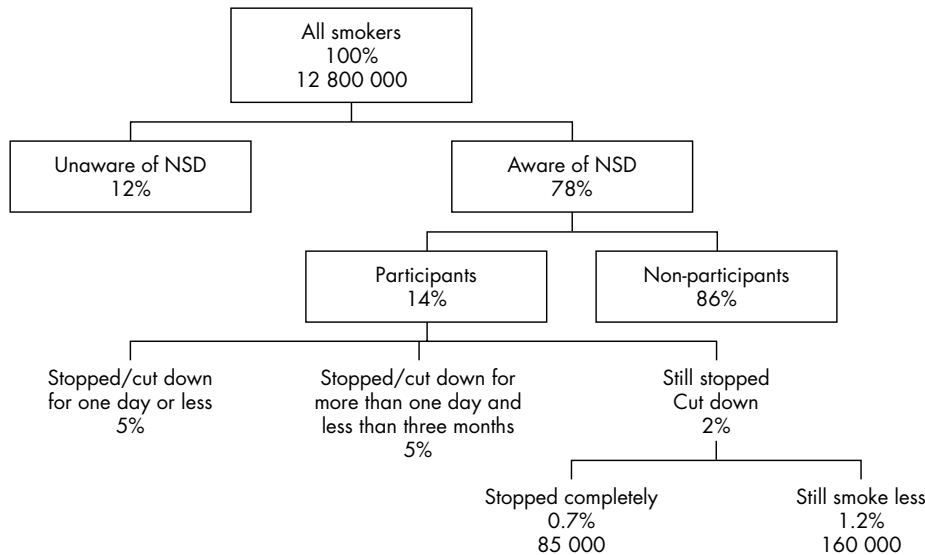 All smokers
100%
12 800 000
Unaware of NSD
12%
Aware of NSD
78%
Participants
14%
Non-participants
86%
Stopped/cut down
for one day or less
5%
Stopped/cut down for
more than one day and
less than three months
5%
Still stopped
Cut down
2%
Stopped completely
0.7%
85 000
Still smoke less
1.2%
160 000